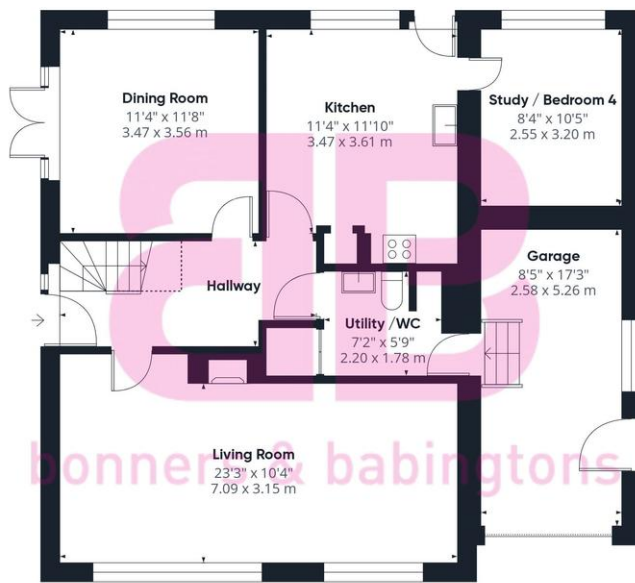 Dining Room
11'4" x 11'8"
3.47 x 3.56 m
Kitchen
11'4" x 11'10"
3.47 x 3.61 m
Study / Bedroom 4
8'4" x 10'5"
2.55 x 3.20 m
Hallway
Garage
8'5" x 17'3"
2.58 x 5.26 m
Utility /WC
7'2" x 5'9"
2.20 x 1.78 m
Living Room
23'3" x 10'4"
7.09 x 3.15 m
BB
bonners & babingtons